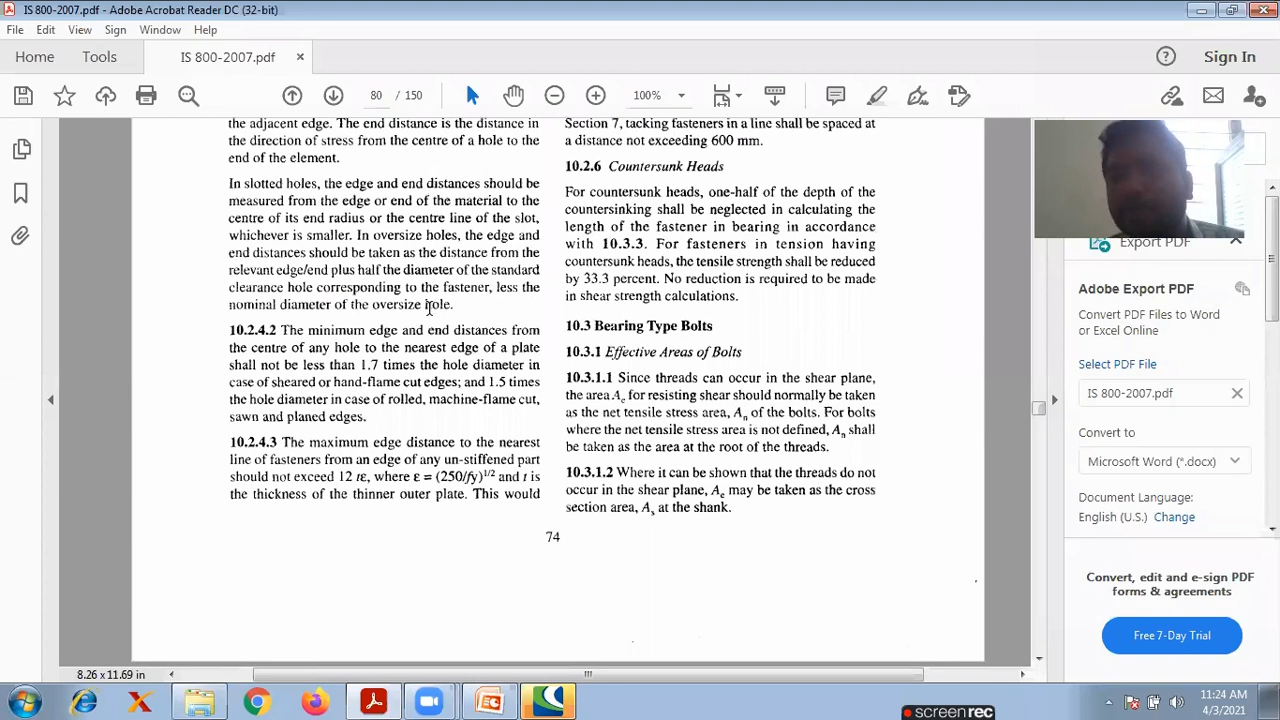 IS 800-2007.pdf - Adobe Acrobat Reader DC (32-bit)
File Edit View Sign Window Help
Home Tools IS 800-2007.pdf × Sign In
80 / 150 100%
the adjacent edge. The end distance is the distance in
the direction of stress from the centre of a hole to the
end of the element.
In slotted holes, the edge and end distances should be
measured from the edge or end of the material to the
centre of its end radius or the centre line of the slot,
whichever is smaller. In oversize holes, the edge and
end distances should be taken as the distance from the
relevant edge/end plus half the diameter of the standard
clearance hole corresponding to the fastener, less the
nominal diameter of the oversize hole.
10.2.4.2 The minimum edge and end distances from
the centre of any hole to the nearest edge of a plate
shall not be less than 1.7 times the hole diameter in
case of sheared or hand-flame cut edges; and 1.5 times
the hole diameter in case of rolled, machine-flame cut,
sawn and planed edges.
10.2.4.3 The maximum edge distance to the nearest
line of fasteners from an edge of any un-stiffened part
should not exceed 12 tε, where ε = (250/fy)1/2 and t is
the thickness of the thinner outer plate. This would
Section 7, tacking fasteners in a line shall be spaced at
a distance not exceeding 600 mm.
10.2.6 Countersunk Heads
For countersunk heads, one-half of the depth of the
countersinking shall be neglected in calculating the
length of the fastener in bearing in accordance
with 10.3.3. For fasteners in tension having
countersunk heads, the tensile strength shall be reduced
by 33.3 percent. No reduction is required to be made
in shear strength calculations.
10.3 Bearing Type Bolts
10.3.1 Effective Areas of Bolts
10.3.1.1 Since threads can occur in the shear plane,
the area Ae for resisting shear should normally be taken
as the net tensile stress area, An of the bolts. For bolts
where the net tensile stress area is not defined, An shall
be taken as the area at the root of the threads.
10.3.1.2 Where it can be shown that the threads do not
occur in the shear plane, Ae may be taken as the cross
section area, As at the shank.
74
8.26 x 11.69 in
Export PDF
Adobe Export PDF
Convert PDF Files to Word
or Excel Online
Select PDF File
IS 800-2007.pdf
Convert to
Microsoft Word (*.docx)
Document Language:
English (U.S.) Change
Convert, edit and e-sign PDF
forms & agreements
Free 7-Day Trial
11:24 AM
4/3/2021
screenrec